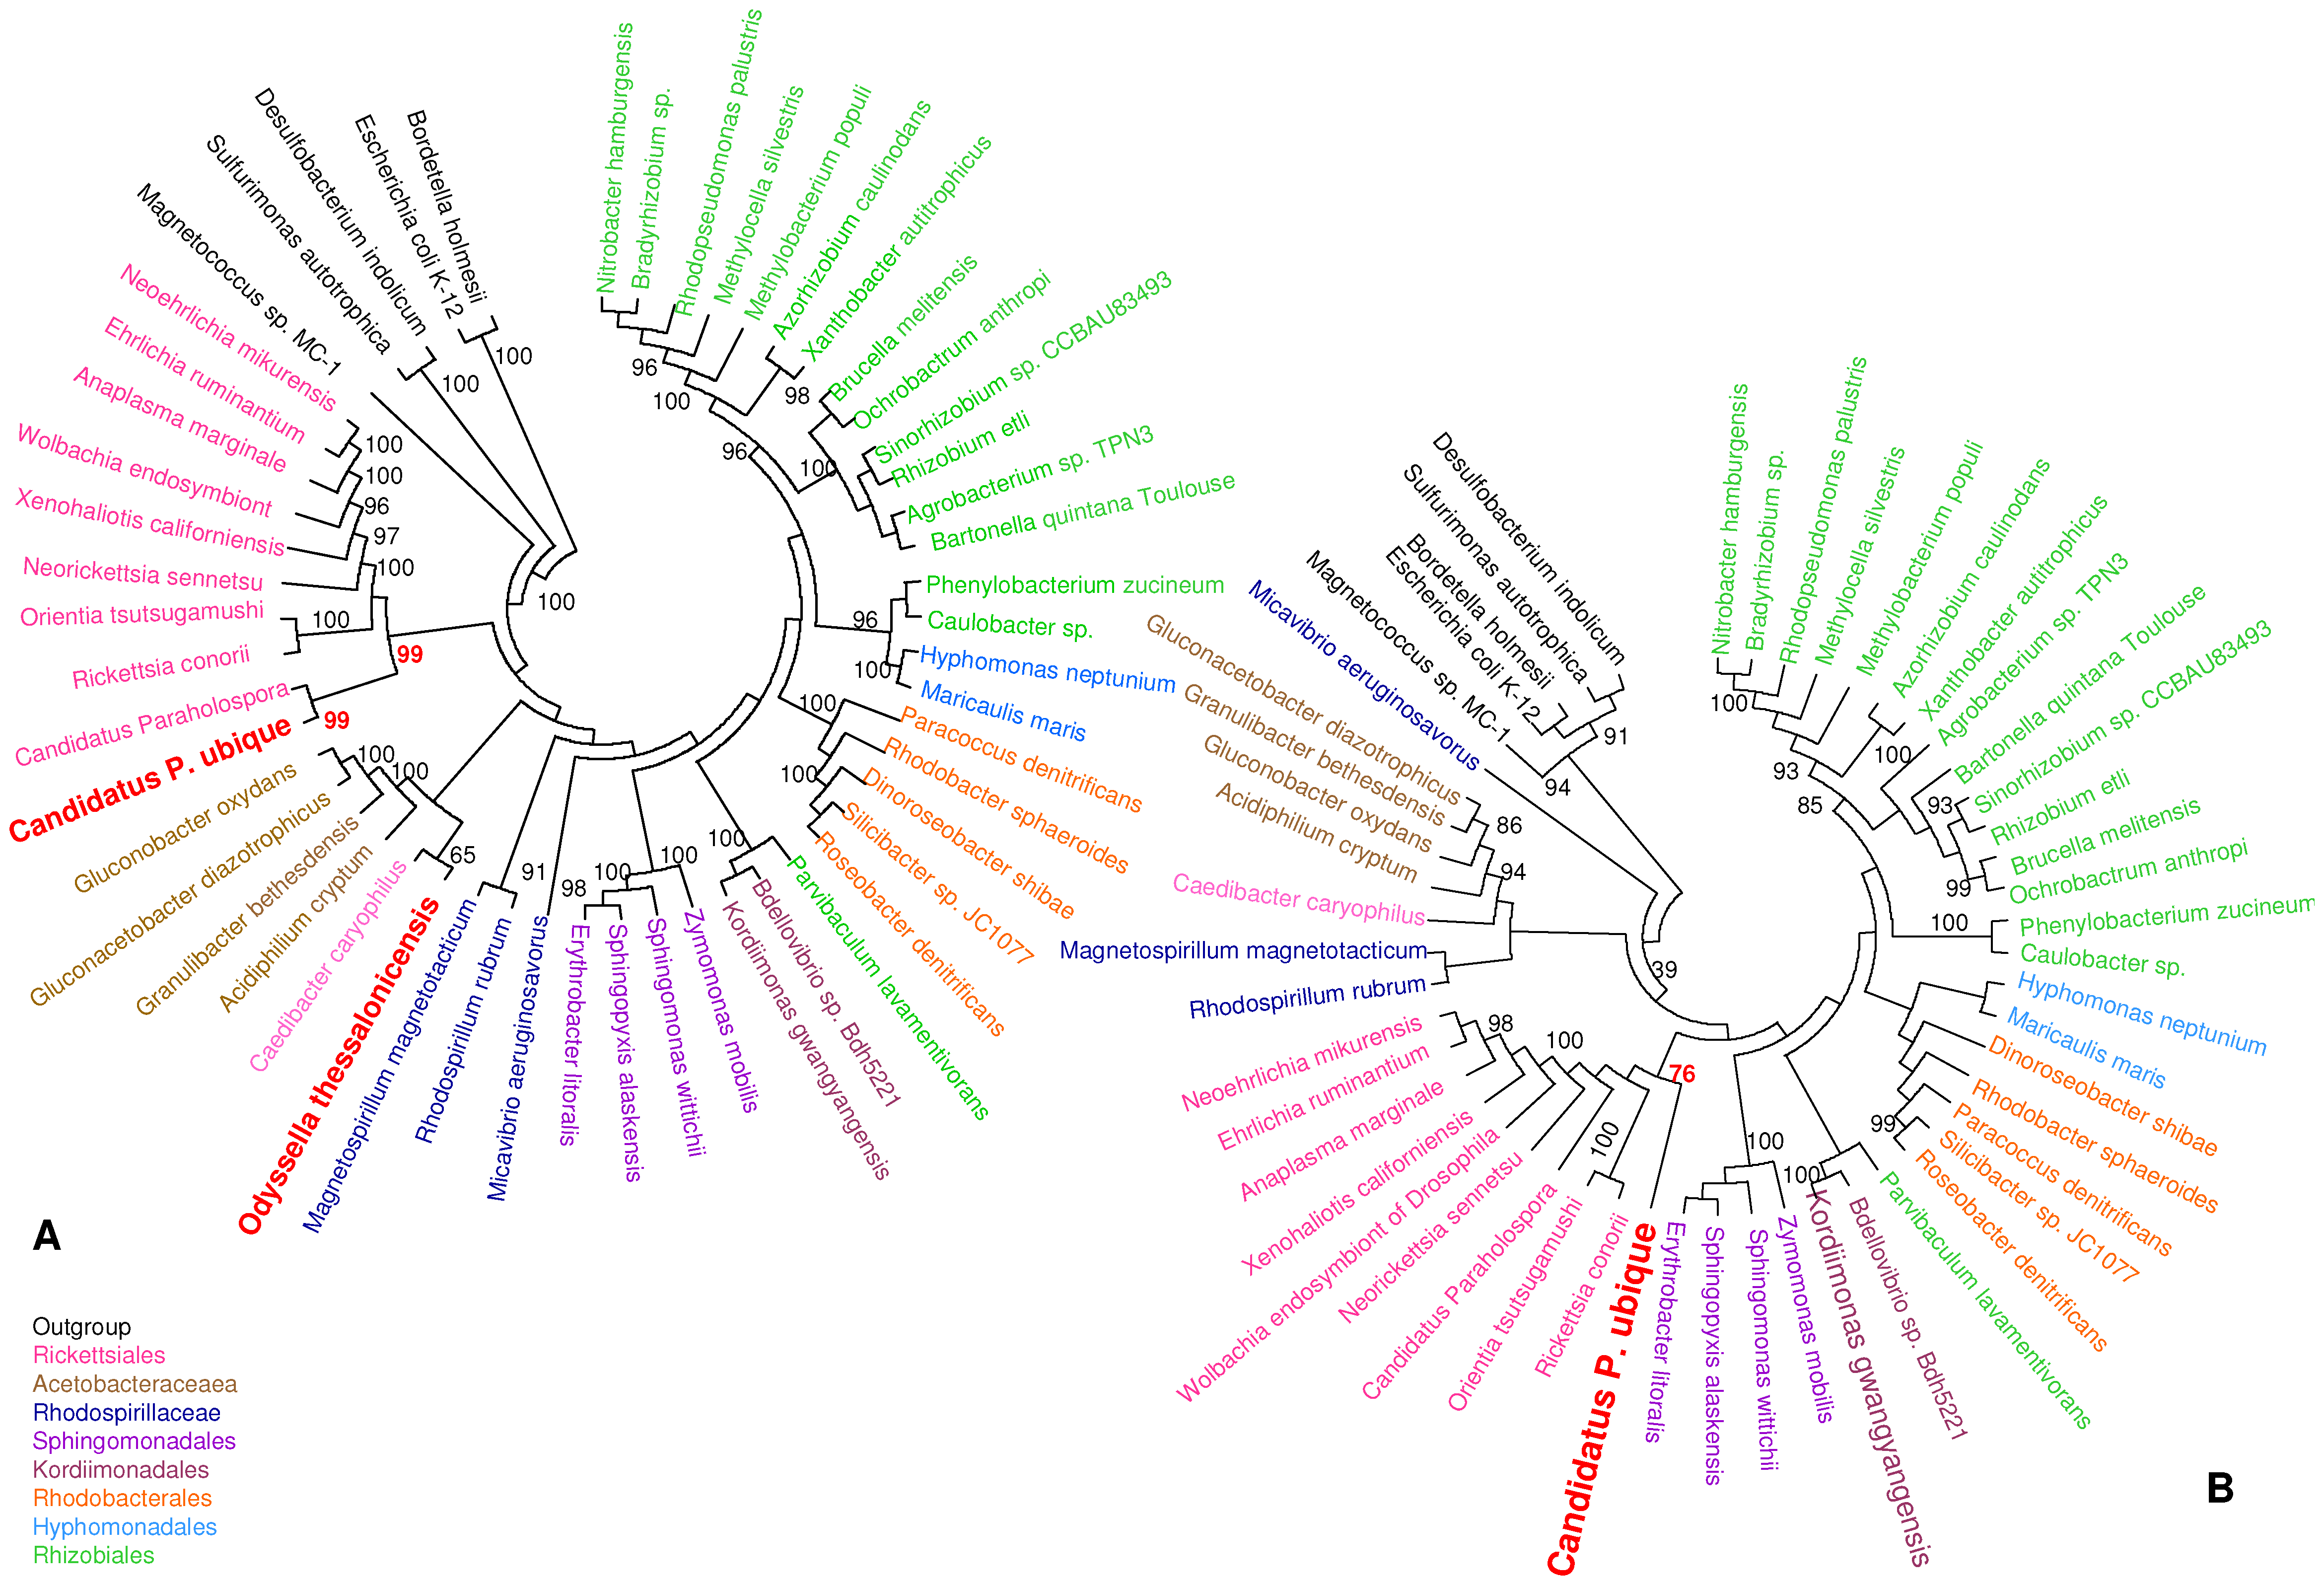 Bordetella holmesii
Escherichia coli K-12
Desulfobacterium indolicum
Sulfurimonas autotrophica
Magnetococcus sp. MC-1
Neoehrlichia mikurensis
Ehrlichia ruminantium
Anaplasma marginale
Wolbachia endosymbiont
Xenohaliotis californiensis
Neorickettsia sennetsu
Orientia tsutsugamushi
Rickettsia conorii
Candidatus Paraholospora
Candidatus P. ubique
Gluconobacter oxydans
Gluconacetobacter diazotrophicus
Granulibacter bethesdensis
Acidiphilium cryptum
Caedibacter caryophilus
Odyssella thessalonicensis
Magnetospirillum magnetotacticum
Rhodospirillum rubrum
Micavibrio aeruginosavorus
Erythrobacter litoralis
Sphingopyxis alaskensis
Sphingomonas wittichii
Zymomonas mobilis
Kordiimonas gwangyangensis
Bdellovibrio sp. Bdh5221
Parvibaculum lavamentivorans
Roseobacter denitrificans
Silicibacter sp. JC1077
Dinoroseobacter shibae
Rhodobacter sphaeroides
Paracoccus denitrificans
Maricaulis maris
Hyphomonas neptunium
Caulobacter sp.
Phenylobacterium zucineum
Bartonella quintana Toulouse
Agrobacterium sp. TPN3
Rhizobium etli
Sinorhizobium sp. CCBAU83493
Ochrobactrum anthropi
Brucella melitensis
Xanthobacter autitrophicus
Azorhizobium caulinodans
Methylobacterium populi
Methylocella silvestris
Rhodopseudomonas palustris
Bradyrhizobium sp.
Nitrobacter hamburgensis
100
100
100
100
100
96
97
100
100
99
99
100
100
65
91
98
100
100
100
100
100
100
96
100
96
98
100
96
A
Outgroup
Rickettsiales
Acetobacteraceaea
Rhodospirillaceae
Sphingomonadales
Kordiimonadales
Rhodobacterales
Hyphomonadales
Rhizobiales
Desulfobacterium indolicum
Sulfurimonas autotrophica
Bordetella holmesii
Escherichia coli K-12
Magnetococcus sp. MC-1
Micavibrio aeruginosavorus
Gluconacetobacter diazotrophicus
Granulibacter bethesdensis
Gluconobacter oxydans
Acidiphilium cryptum
Caedibacter caryophilus
Magnetospirillum magnetotacticum
Rhodospirillum rubrum
Neoehrlichia mikurensis
Ehrlichia ruminantium
Anaplasma marginale
Xenohaliotis californiensis
Wolbachia endosymbiont of Drosophila
Neorickettsia sennetsu
Candidatus Paraholospora
Orientia tsutsugamushi
Rickettsia conorii
Candidatus P. ubique
Erythrobacter litoralis
Sphingopyxis alaskensis
Sphingomonas wittichii
Zymomonas mobilis
Kordiimonas gwangyangensis
Bdellovibrio sp. Bdh5221
Parvibaculum lavamentivorans
Roseobacter denitrificans
Silicibacter sp. JC1077
Paracoccus denitrificans
Rhodobacter sphaeroides
Dinoroseobacter shibae
Maricaulis maris
Hyphomonas neptunium
Caulobacter sp.
Phenylobacterium zucineum
Ochrobactrum anthropi
Brucella melitensis
Rhizobium etli
Sinorhizobium sp. CCBAU83493
Bartonella quintana Toulouse
Agrobacterium sp. TPN3
Xanthobacter autitrophicus
Azorhizobium caulinodans
Methylobacterium populi
Methylocella silvestris
Rhodopseudomonas palustris
Bradyrhizobium sp.
Nitrobacter hamburgensis
91
94
86
94
39
98
100
100
76
100
100
99
100
99
93
85
93
100
100
B